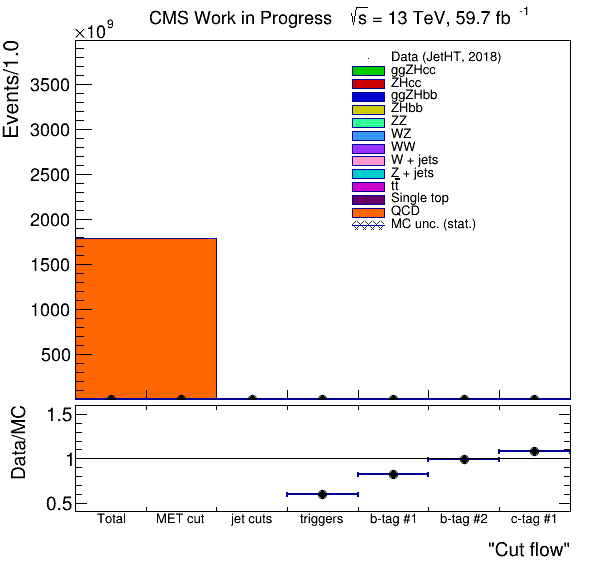 CMS Work in Progress √s = 13 TeV, 59.7 fb -1
×10^9
Events/1.0
3500
3000
2500
2000
1500
1000
500
Data (JetHT, 2018)
ggZHcc
ZHcc
ggZHbb
ZHbb
ZZ
WZ
WW
W + jets
Z + jets
tt̄
Single top
QCD
MC unc. (stat.)
Data/MC
1.5
1
0.5
Total MET cut jet cuts triggers b-tag #1 b-tag #2 c-tag #1
"Cut flow"